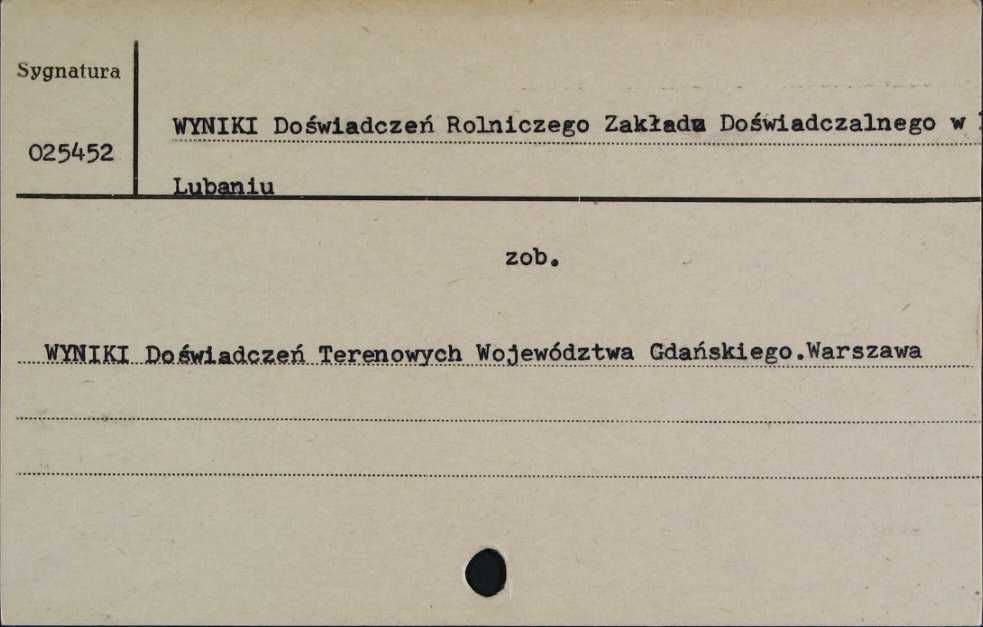 Sygnatura
025452
WYNIKI Doświadczeń Rolniczego Zakładu Doświadczalnego w
Lubaniu
zob.
WYNIKI Doświadczeń Terenowych Województwa Gdańskiego.Warszawa